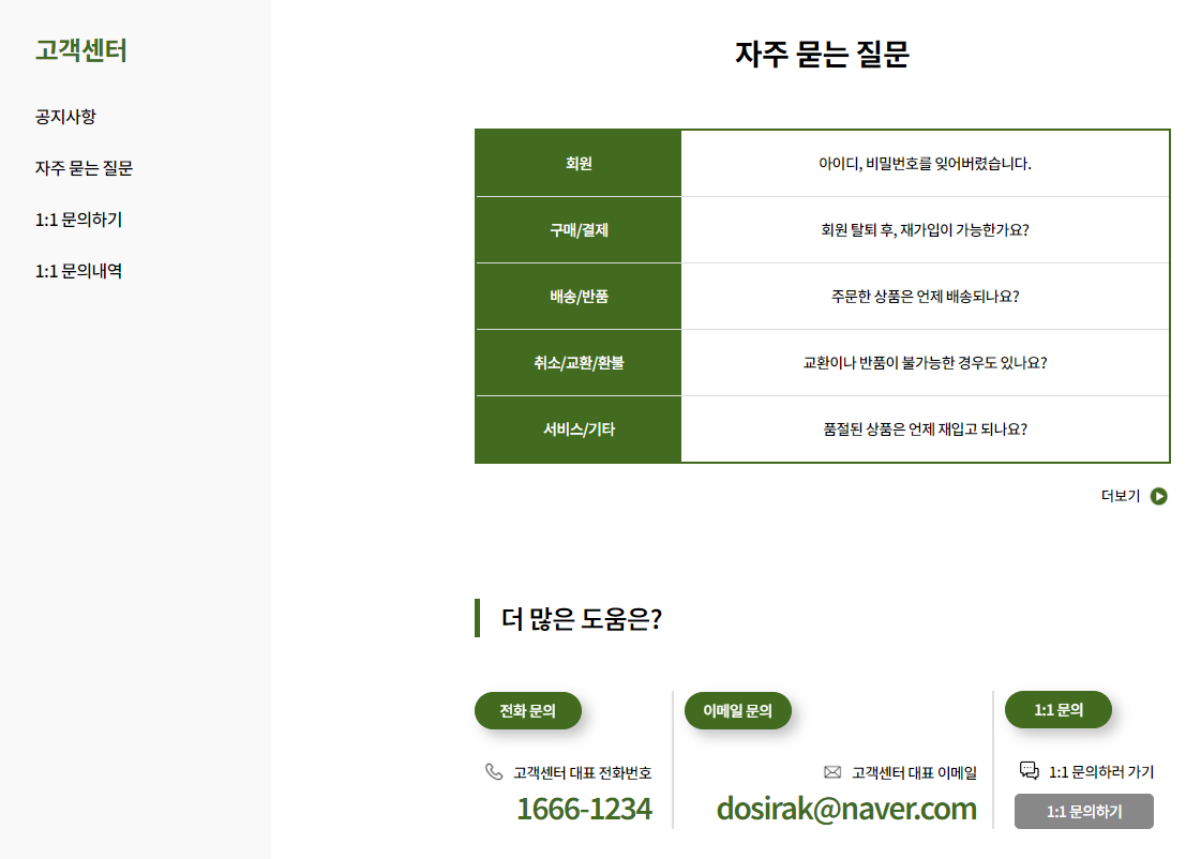 고객센터
공지사항
자주 묻는 질문
1:1 문의하기
1:1 문의내역
자주 묻는 질문
회원 아이디, 비밀번호를 잊어버렸습니다.
구매/결제 회원 탈퇴 후, 재가입이 가능한가요?
배송/반품 주문한 상품은 언제 배송되나요?
취소/교환/환불 교환이나 반품이 불가능한 경우도 있나요?
서비스/기타 품절된 상품은 언제 재입고 되나요?
더보기
더 많은 도움은?
전화 문의
고객센터 대표 전화번호
1666-1234
이메일 문의
고객센터 대표 이메일
dosirak@naver.com
1:1 문의
1:1 문의하러 가기
1:1 문의하기